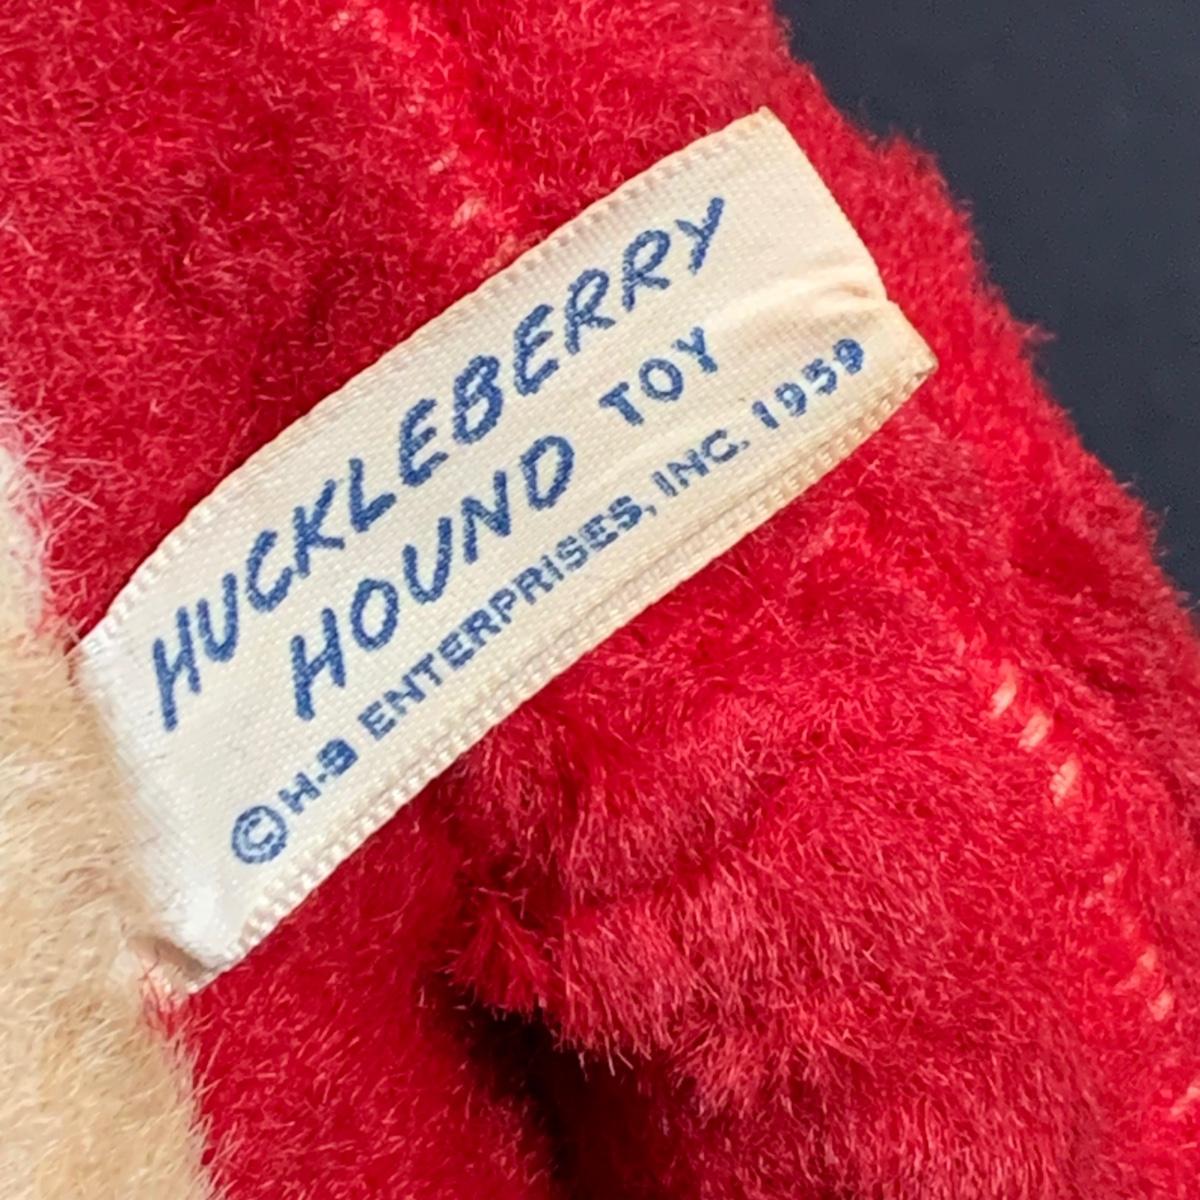 HUCKLEBERRY
HOUND TOY
©H-B ENTERPRISES, INC. 1959